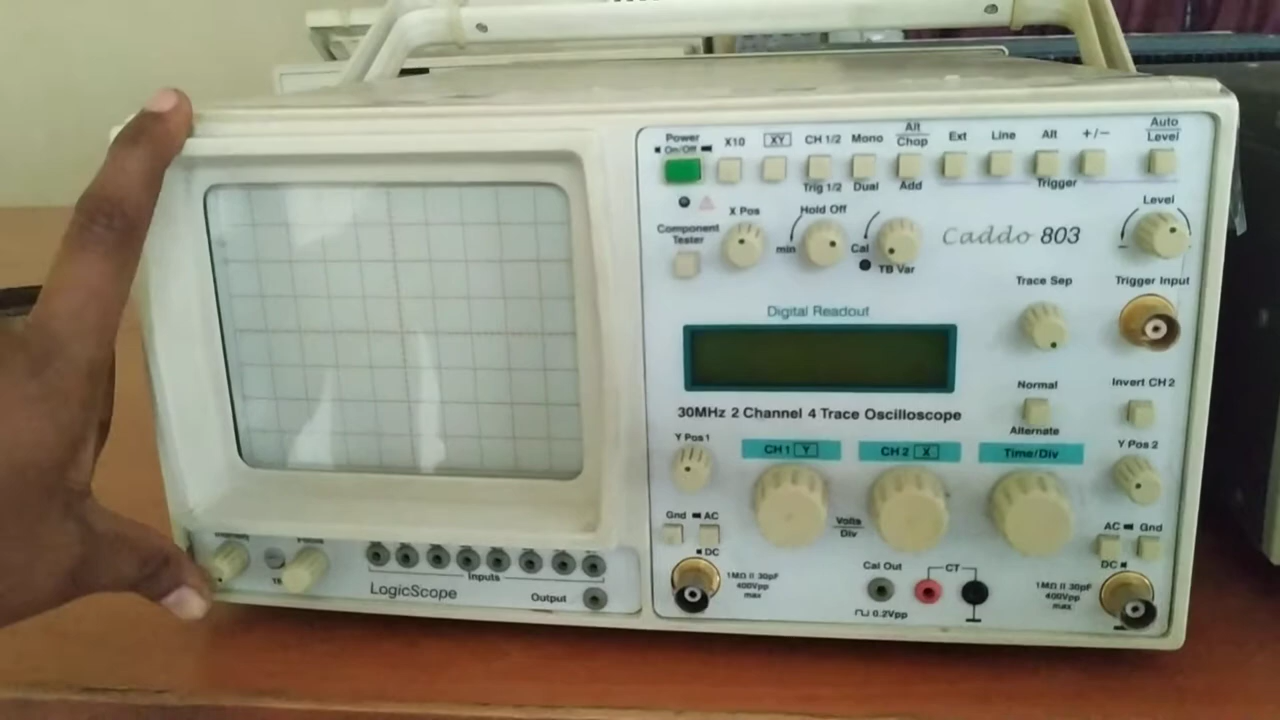 Power
On/Off
X10
XY
CH 1/2
Mono
Alt
Chop
Ext
Line
Alt
+/−
Auto
Level
Trig 1/2
Dual
Add
Trigger
X Pos
Hold Off
Level
Component
Tester
min
Cal
TB Var
Caddo 803
Trace Sep
Trigger Input
Digital Readout
Normal
Invert CH 2
30MHz 2 Channel 4 Trace Oscilloscope
Alternate
Y Pos 1
CH 1 Y
CH 2 X
Time/Div
Y Pos 2
Gnd AC
Volts
Div
AC Gnd
DC
DC
Cal Out
CT
1MΩ II 30pF
400Vpp
max
1MΩ II 30pF
400Vpp
max
0.2Vpp
Inputs
LogicScope
Output